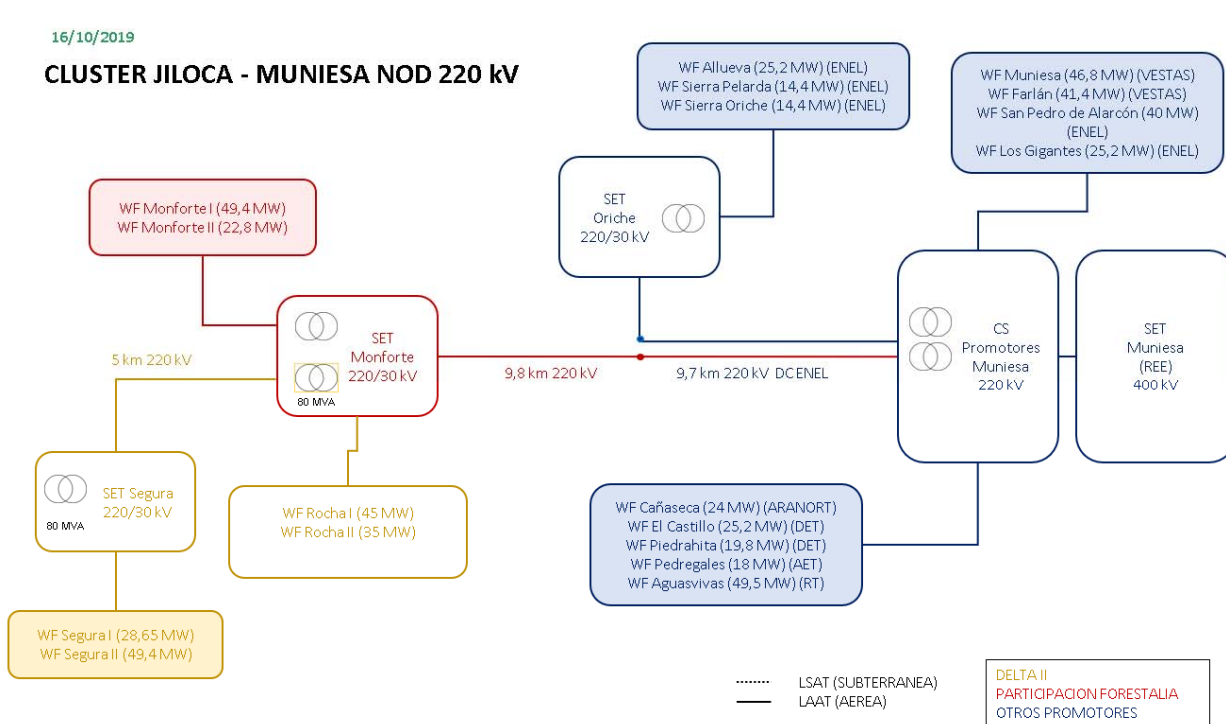 16/10/2019
CLUSTER JILOCA - MUNIESA NOD 220 kV
WF Allueva (25,2 MW) (ENEL)
WF Sierra Pelarda (14,4 MW) (ENEL)
WF Sierra Oriche (14,4 MW) (ENEL)
WF Muniesa (46,8 MW) (VESTAS)
WF Farlán (41,4 MW) (VESTAS)
WF San Pedro de Alarcón (40 MW)
(ENEL)
WF Los Gigantes (25,2 MW) (ENEL)
WF Monforte I (49,4 MW)
WF Monforte II (22,8 MW)
SET
Oriche
220/30 kV
SET
Monforte
220/30 kV
80 MVA
5 km 220 kV
9,8 km 220 kV
9,7 km 220 kV DC ENEL
CS
Promotores
Muniesa
220 kV
SET
Muniesa
(REE)
400 kV
SET Segura
220/30 kV
80 MVA
WF Rocha I (45 MW)
WF Rocha II (35 MW)
WF Cañaseca (24 MW) (ARANORT)
WF El Castillo (25,2 MW) (DET)
WF Piedrahita (19,8 MW) (DET)
WF Pedregales (18 MW) (AET)
WF Aguasvivas (49,5 MW) (RT)
WF Segura I (28,65 MW)
WF Segura II (49,4 MW)
LSAT (SUBTERRANEA)
LAAT (AEREA)
DELTA II
PARTICIPACION FORESTALIA
OTROS PROMOTORES